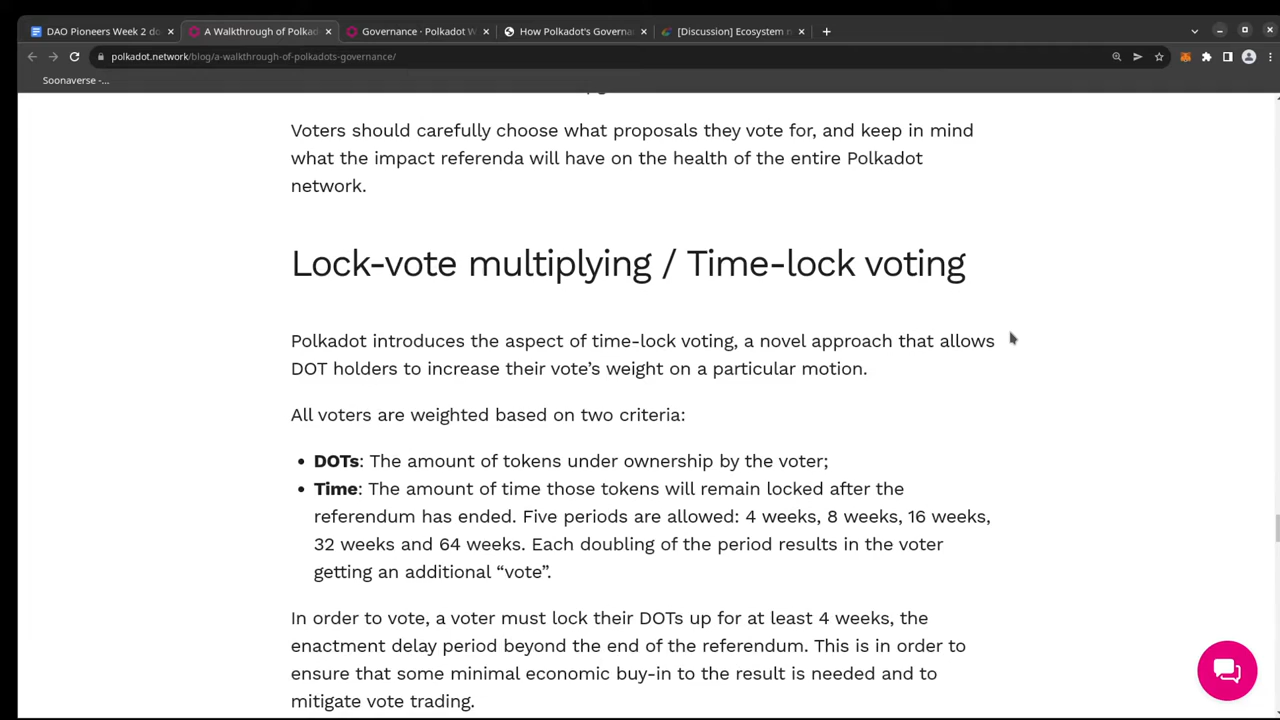 DAO Pioneers Week 2 do
A Walkthrough of Polkad
Governance · Polkadot W
How Polkadot's Governa
[Discussion] Ecosystem n
polkadot.network/blog/a-walkthrough-of-polkadots-governance/
Soonaverse -...
Voters should carefully choose what proposals they vote for, and keep in mind
what the impact referenda will have on the health of the entire Polkadot
network.
Lock-vote multiplying / Time-lock voting
Polkadot introduces the aspect of time-lock voting, a novel approach that allows
DOT holders to increase their vote’s weight on a particular motion.
All voters are weighted based on two criteria:
• DOTs: The amount of tokens under ownership by the voter;
• Time: The amount of time those tokens will remain locked after the
referendum has ended. Five periods are allowed: 4 weeks, 8 weeks, 16 weeks,
32 weeks and 64 weeks. Each doubling of the period results in the voter
getting an additional “vote”.
In order to vote, a voter must lock their DOTs up for at least 4 weeks, the
enactment delay period beyond the end of the referendum. This is in order to
ensure that some minimal economic buy-in to the result is needed and to
mitigate vote trading.